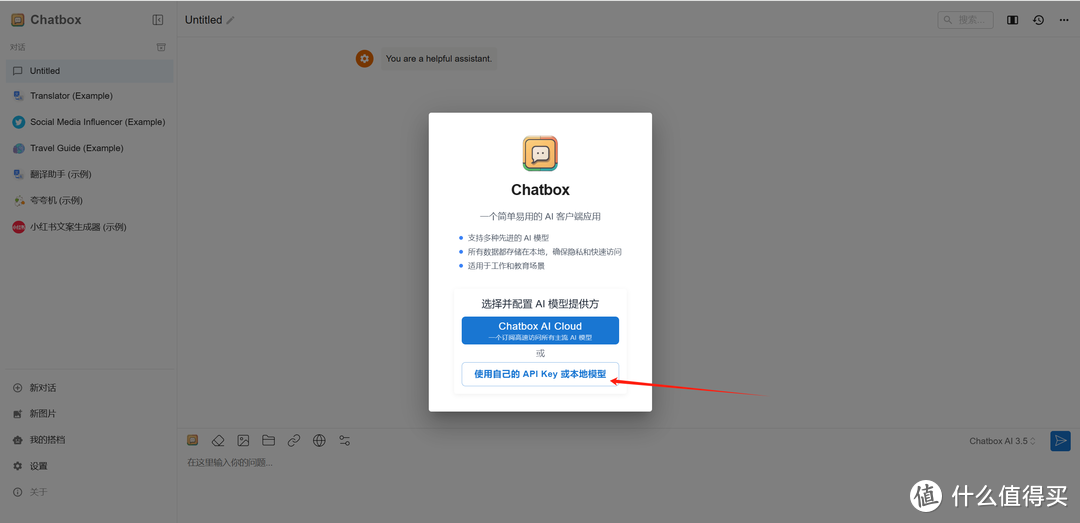 Chatbox
Untitled
搜索...
对话
Untitled
Translator (Example)
Social Media Influencer (Example)
Travel Guide (Example)
翻译助手 (示例)
夸夸机 (示例)
小红书文案生成器 (示例)
You are a helpful assistant.
Chatbox
一个简单易用的 AI 客户端应用
支持多种先进的 AI 模型
所有数据都存储在本地，确保隐私和快速访问
适用于工作和教育场景
选择并配置 AI 模型提供方
Chatbox AI Cloud
一个订阅高速访问所有主流 AI 模型
或
使用自己的 API Key 或本地模型
新对话
新图片
我的搭档
设置
关于
Chatbox AI 3.5
在这里输入你的问题...
值 什么值得买